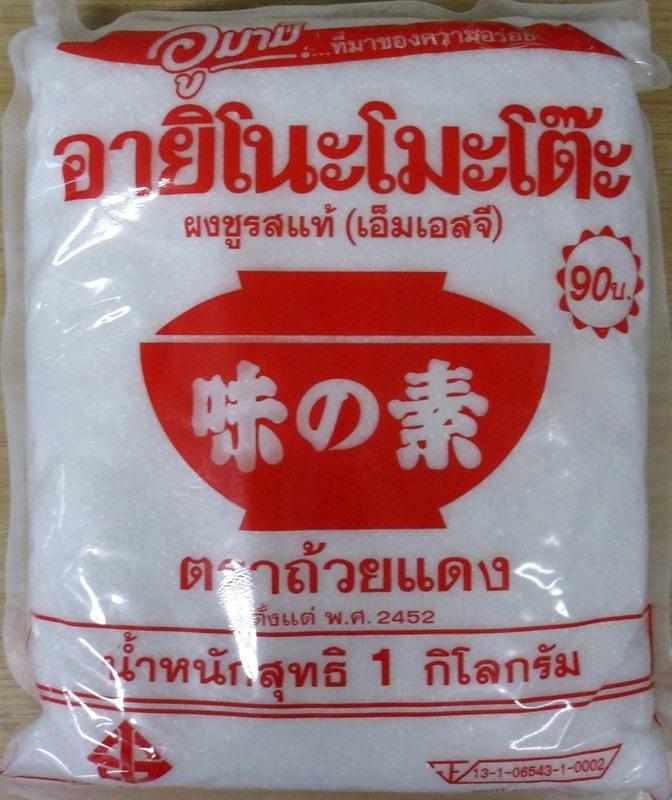 อูมามิ....ที่มาของความอร่อย
อายิโนะโมะโต๊ะ
ผงชูรสแท้ (เอ็มเอสจี)
90บ.
味の素
ตราถ้วยแดง
ตั้งแต่ พ.ศ. 2452
น้ำหนักสุทธิ 1 กิโลกรัม
13-1-06543-1-0002